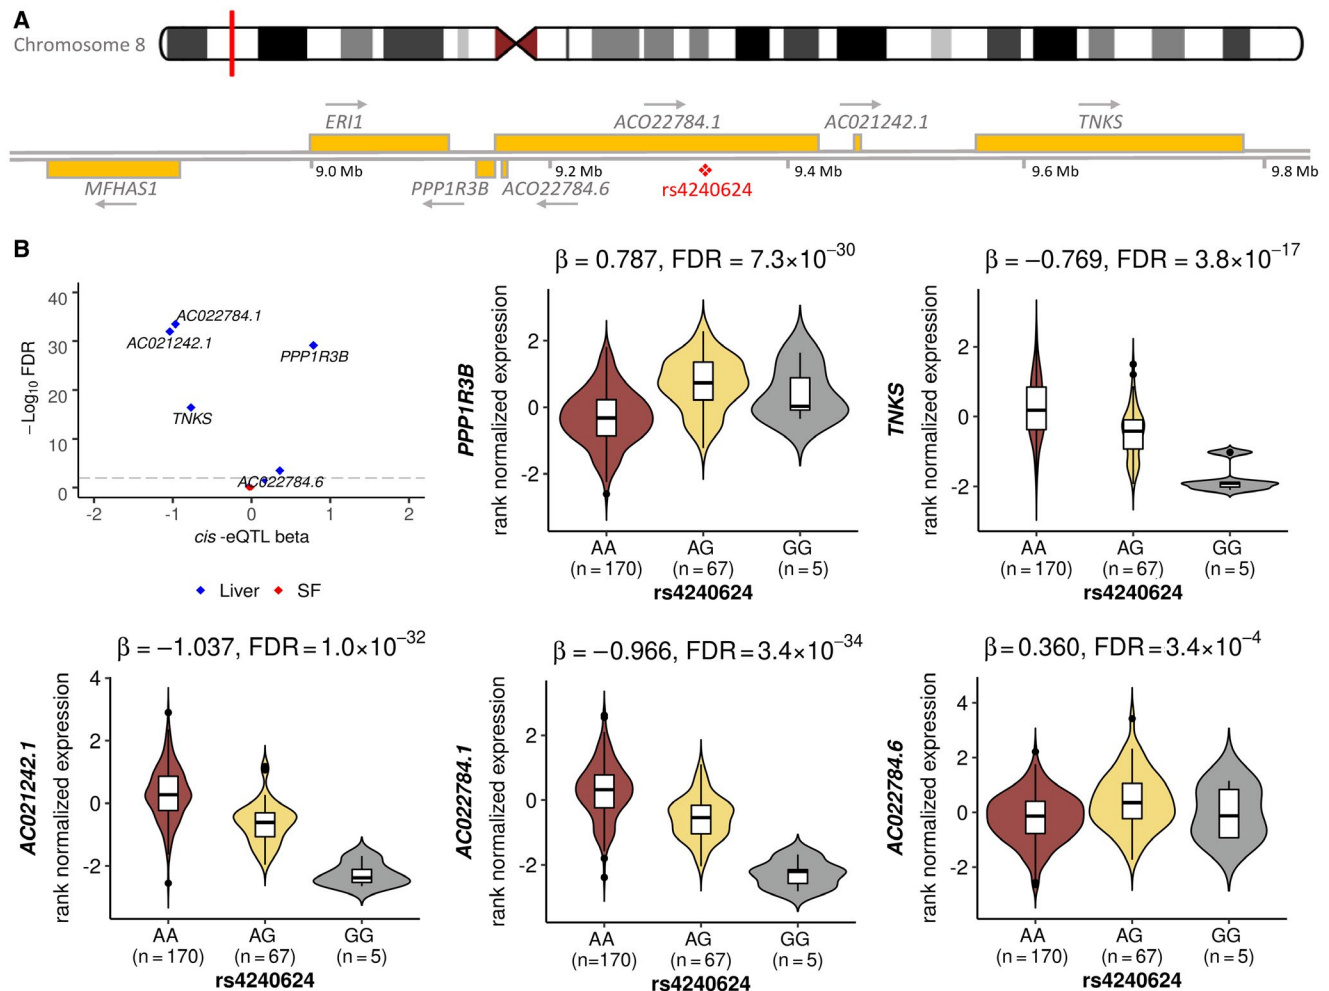 A
Chromosome 8
ERI1
ACO22784.1
AC021242.1
TNKS
9.0 Mb
9.2 Mb
9.4 Mb
9.6 Mb
9.8 Mb
MFHAS1
PPP1R3B
ACO22784.6
rs4240624
B
−Log10 FDR
40
30
20
10
0
AC022784.1
AC021242.1
PPP1R3B
TNKS
AC022784.6
-2
-1
0
1
2
cis -eQTL beta
Liver
SF
β = 0.787, FDR = 7.3×10−30
PPP1R3B
rank normalized expression
2
0
-2
AA
AG
GG
(n=170)
(n=67)
(n=5)
rs4240624
β = −0.769, FDR = 3.8×10−17
TNKS
rank normalized expression
2
0
-2
AA
AG
GG
(n=170)
(n=67)
(n=5)
rs4240624
β = −1.037, FDR = 1.0×10−32
AC021242.1
rank normalized expression
4
2
0
-2
AA
AG
GG
(n=170)
(n=67)
(n=5)
rs4240624
β = −0.966, FDR = 3.4×10−34
AC022784.1
rank normalized expression
2
0
-2
AA
AG
GG
(n=170)
(n=67)
(n=5)
rs4240624
β = 0.360, FDR = 3.4×10−4
AC022784.6
rank normalized expression
4
2
0
-2
AA
AG
GG
(n=170)
(n=67)
(n=5)
rs4240624